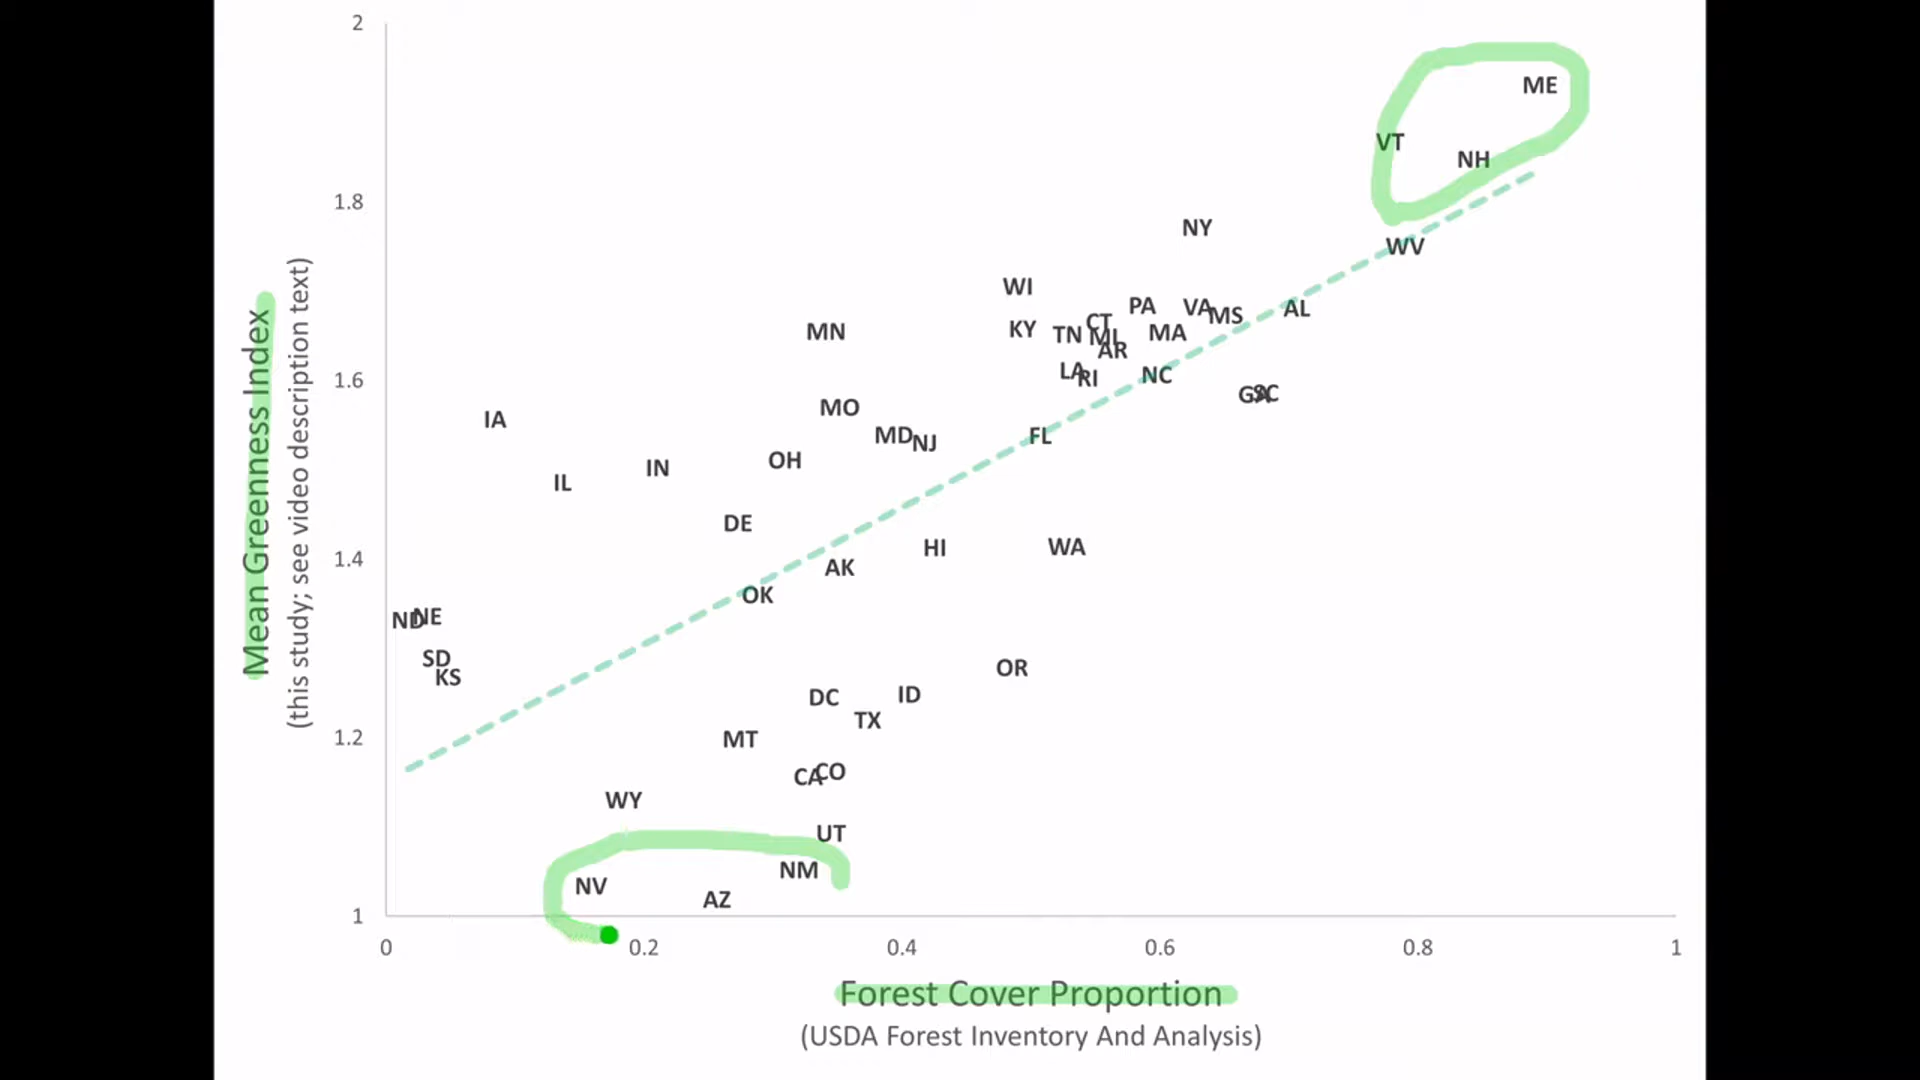 2
ME
VT
NH
1.8
NY
WV
WI
PA
VA
MS
AL
CT
KY
TN
MI
MA
MN
AR
LA
RI
NC
1.6
GA
SC
MO
IA
MD
NJ
FL
OH
IN
IL
DE
1.4
HI
WA
AK
OK
ND
NE
SD
KS
OR
ID
DC
TX
1.2
MT
CA
CO
WY
UT
NM
NV
AZ
1
0
0.2
0.4
0.6
0.8
1
Mean Greenness Index
(this study; see video description text)
Forest Cover Proportion
(USDA Forest Inventory And Analysis)